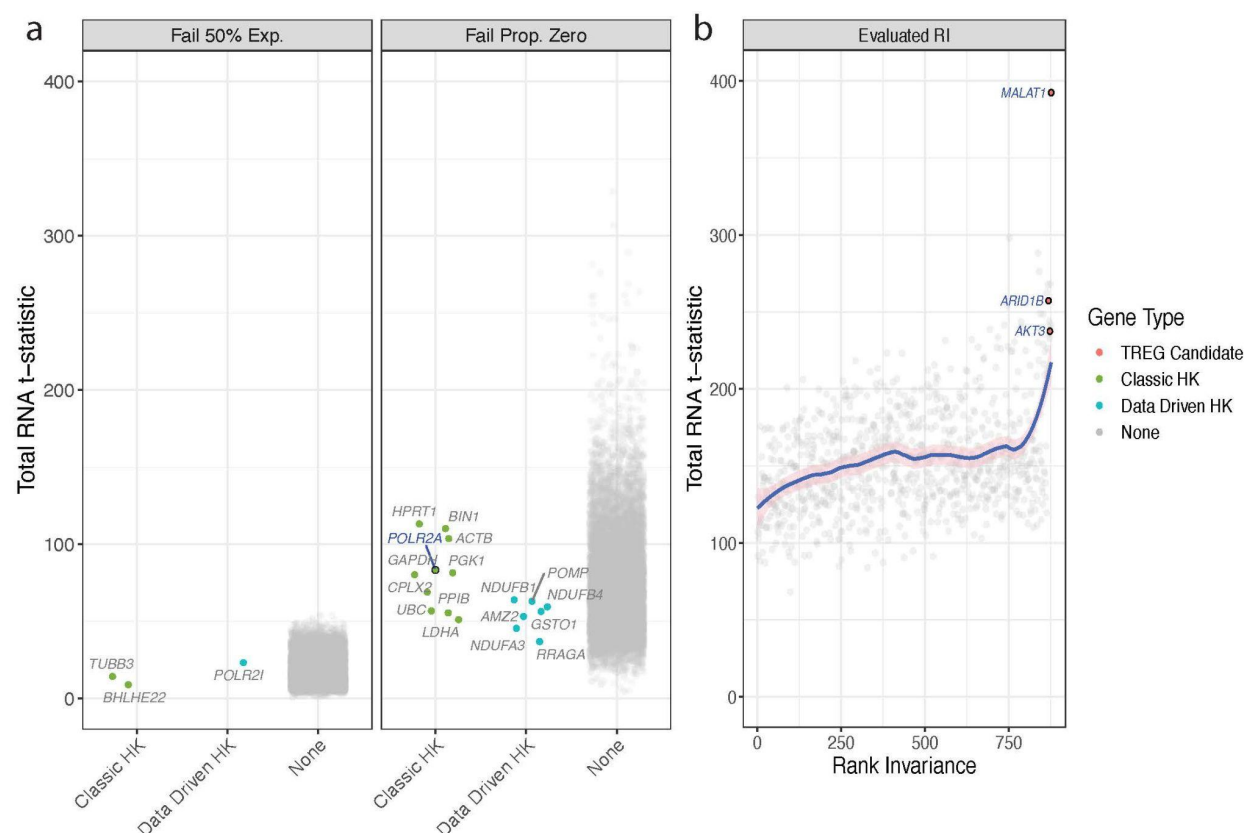 a
Fail 50% Exp.
Fail Prop. Zero
b
Evaluated RI
400
300
200
100
0
Total RNA t-statistic
TUBB3
BHLHE22
POLR2I
HPRT1
BIN1
POLR2A
ACTB
GAPDH
PGK1
CPLX2
PPIB
UBC
LDHA
NDUFB1
POMP
NDUFB4
AMZ2
GSTO1
NDUFA3
RRAGA
Classic HK
Data Driven HK
None
Classic HK
Data Driven HK
None
400
300
200
100
0
Total RNA t-statistic
MALAT1
ARID1B
AKT3
0
250
500
750
Rank Invariance
Gene Type
TREG Candidate
Classic HK
Data Driven HK
None